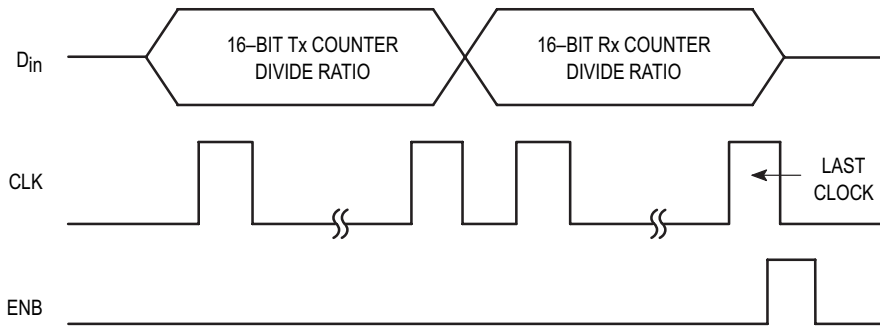 16–BIT Tx COUNTER
DIVIDE RATIO
16–BIT Rx COUNTER
DIVIDE RATIO
Din
CLK
LAST
CLOCK
ENB